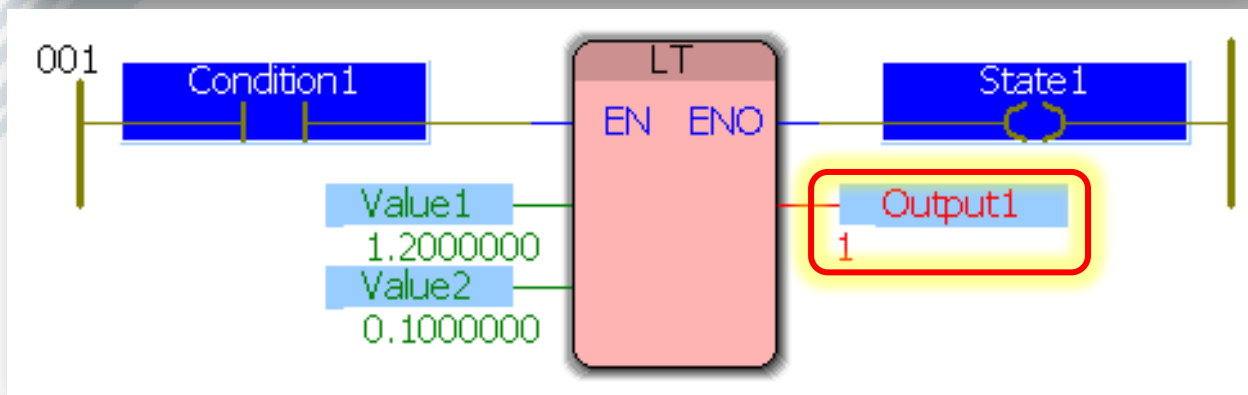 001
Condition1
LT
State1
EN ENO
Value1
Output1
1.2000000
1
Value2
0.1000000